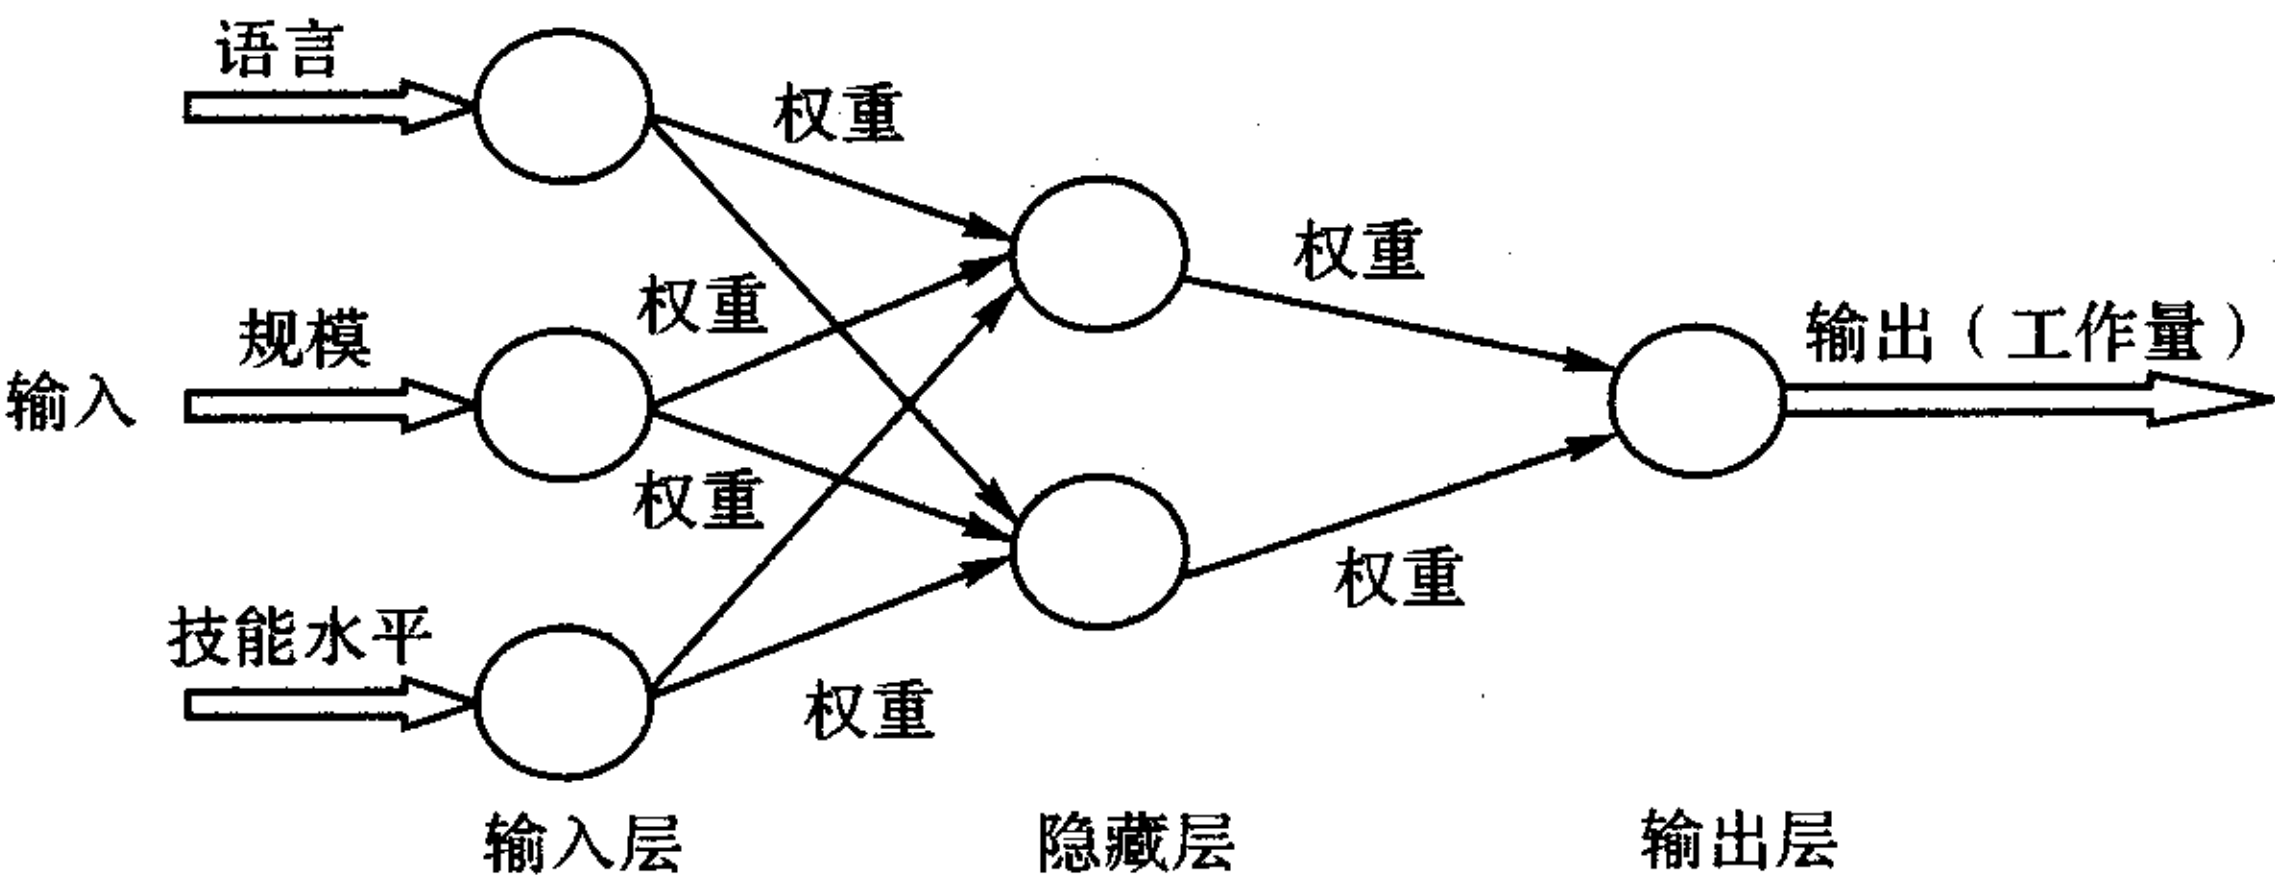 语言
权重
权重
权重
规模
输出（工作量）
输入
权重
权重
技能水平
权重
输入层
隐藏层
输出层